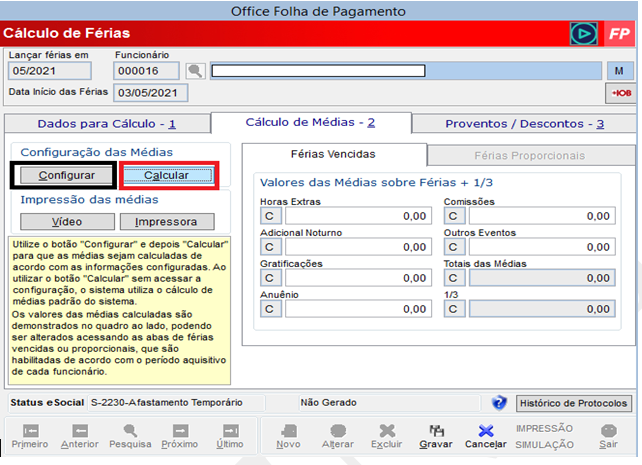 Office Folha de Pagamento
Cálculo de Férias
FP
Lançar férias em
Funcionário
05/2021
000016
M
Data Início das Férias
03/05/2021
IOB
Dados para Cálculo - 1
Cálculo de Médias - 2
Proventos / Descontos - 3
Configuração das Médias
Configurar
Calcular
Impressão das médias
Vídeo
Impressora
Utilize o botão "Configurar" e depois "Calcular"
para que as médias sejam calculadas de
acordo com as informações configuradas. Ao
utilizar o botão "Calcular" sem acessar a
configuração, o sistema utiliza o cálculo de
médias padrão do sistema.
Os valores das médias calculadas são
demonstrados no quadro ao lado, podendo
ser alterados acessando as abas de férias
vencidas ou proporcionais, que são
habilitadas de acordo com o período aquisitivo
de cada funcionário.
Férias Vencidas
Férias Proporcionais
Valores das Médias sobre Férias + 1/3
Horas Extras
Comissões
C 0,00
C 0,00
Adicional Noturno
Outros Eventos
C 0,00
C 0,00
Gratificações
Totais das Médias
C 0,00
C 0,00
Anuênio
1/3
C 0,00
C 0,00
Status eSocial
S-2230-Afastamento Temporário
Não Gerado
Histórico de Protocolos
Primeiro
Anterior
Pesquisa
Próximo
Último
Novo
Alterar
Excluir
Gravar
Cancelar
IMPRESSÃO
SIMULAÇÃO
Sair